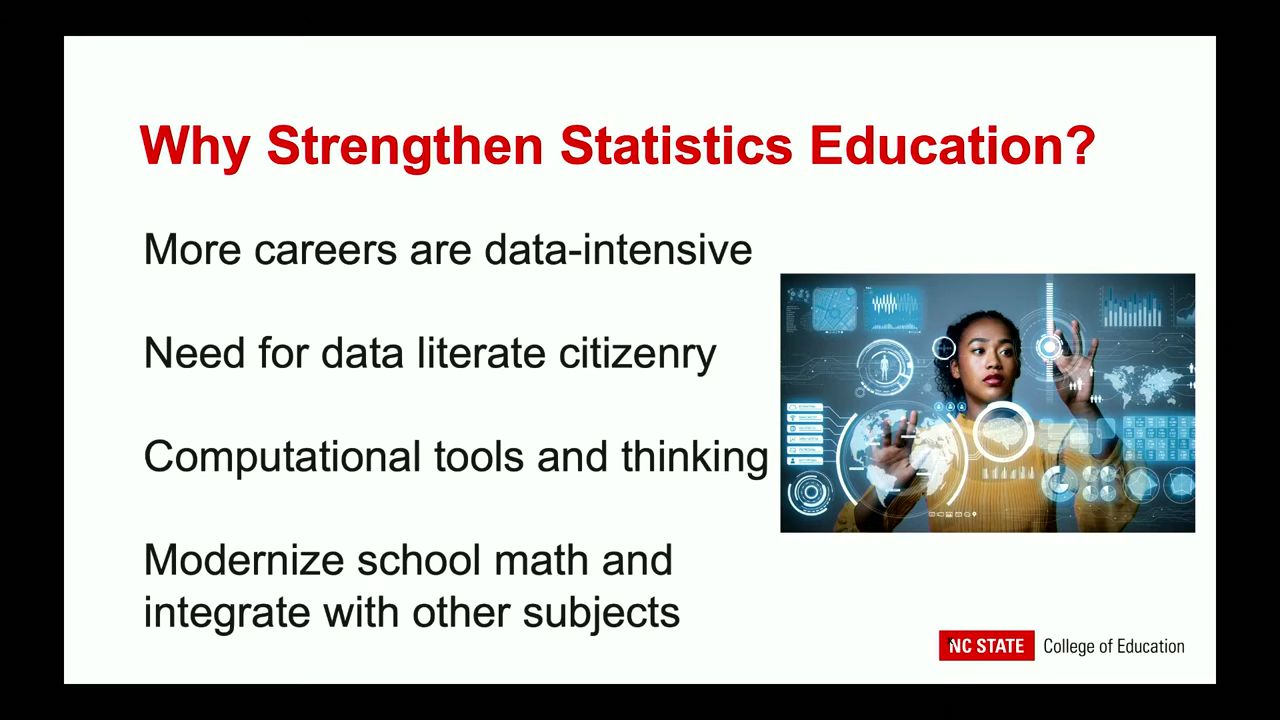 Why Strengthen Statistics Education?
More careers are data-intensive
Need for data literate citizenry
Computational tools and thinking
Modernize school math and
integrate with other subjects
NC STATE College of Education